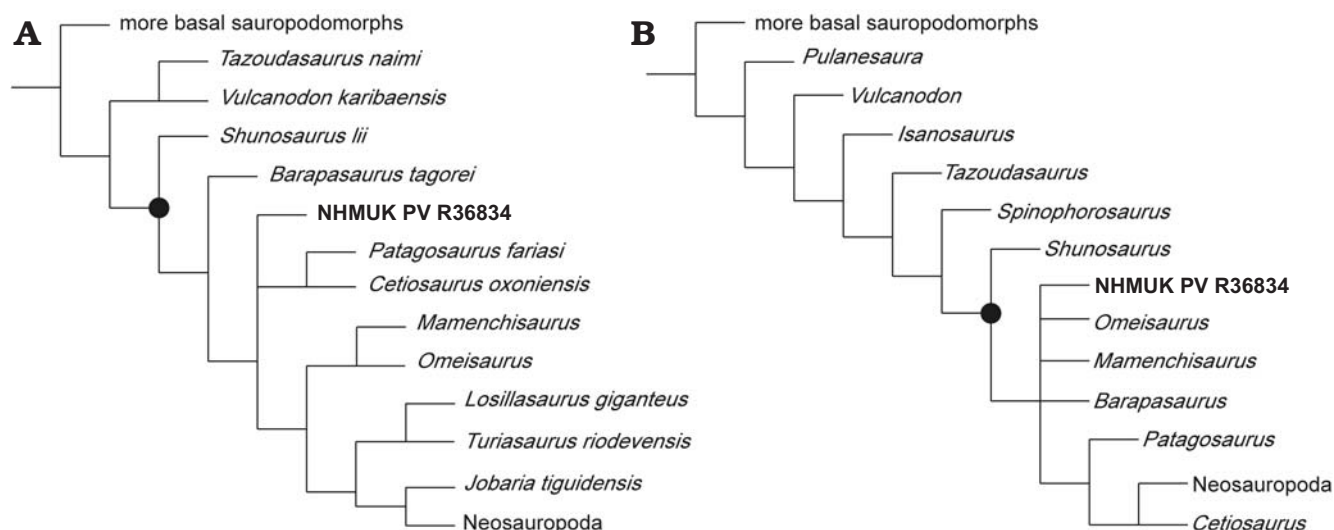 A
more basal sauropodomorphs
Tazoudasaurus naimi
Vulcanodon karibaensis
Shunosaurus lii
Barapasaurus tagorei
NHMUK PV R36834
Patagosaurus fariasi
Cetiosaurus oxoniensis
Mamenchisaurus
Omeisaurus
Losillasaurus giganteus
Turiasaurus riodevensis
Jobaria tiguidensis
Neosauropoda
B
more basal sauropodomorphs
Pulanesaura
Vulcanodon
Isanosaurus
Tazoudasaurus
Spinophorosaurus
Shunosaurus
NHMUK PV R36834
Omeisaurus
Mamenchisaurus
Barapasaurus
Patagosaurus
Neosauropoda
Cetiosaurus